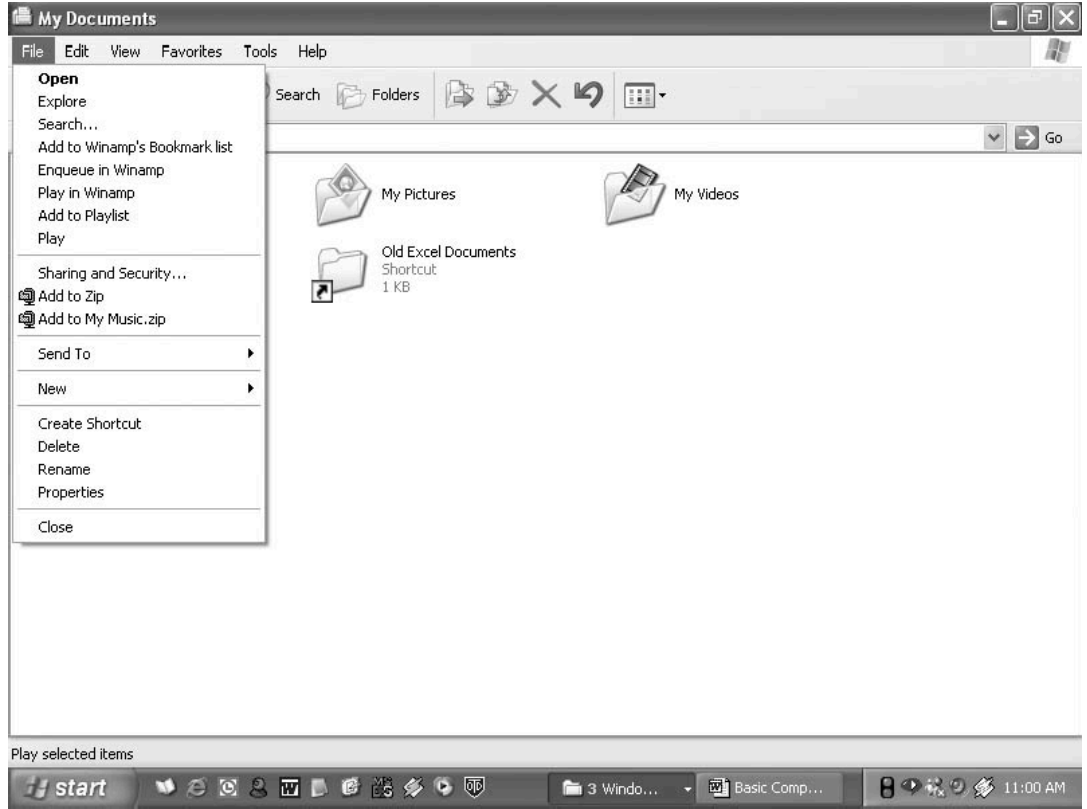 My Documents
File Edit View Favorites Tools Help
Open
Explore
Search...
Add to Winamp's Bookmark list
Enqueue in Winamp
Play in Winamp
Add to Playlist
Play
Sharing and Security...
Add to Zip
Add to My Music.zip
Send To
New
Create Shortcut
Delete
Rename
Properties
Close
Search Folders
Go
My Pictures My Videos
Old Excel Documents
Shortcut
1 KB
Play selected items
start 3 Windo... Basic Comp... 11:00 AM